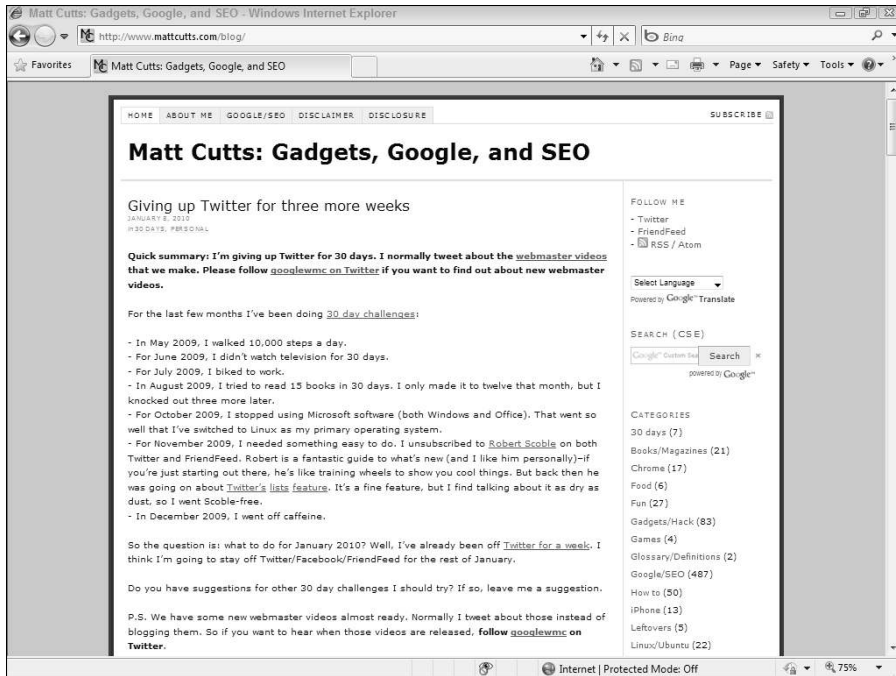 Matt Cutts: Gadgets, Google, and SEO - Windows Internet Explorer
http://www.mattcutts.com/blog/
Bing
Favorites
Matt Cutts: Gadgets, Google, and SEO
Page Safety Tools
HOME ABOUT ME GOOGLE/SEO DISCLAIMER DISCLOSURE
SUBSCRIBE
Matt Cutts: Gadgets, Google, and SEO
Giving up Twitter for three more weeks
JANUARY 8, 2010
IN 30 DAYS, PERSONAL
Quick summary: I'm giving up Twitter for 30 days. I normally tweet about the webmaster videos
that we make. Please follow googlewmc on Twitter if you want to find out about new webmaster
videos.
For the last few months I've been doing 30 day challenges:
- In May 2009, I walked 10,000 steps a day.
- For June 2009, I didn't watch television for 30 days.
- For July 2009, I biked to work.
- In August 2009, I tried to read 15 books in 30 days. I only made it to twelve that month, but I
knocked out three more later.
- For October 2009, I stopped using Microsoft software (both Windows and Office). That went so
well that I've switched to Linux as my primary operating system.
- For November 2009, I needed something easy to do. I unsubscribed to Robert Scoble on both
Twitter and FriendFeed. Robert is a fantastic guide to what's new (and I like him personally)–if
you're just starting out there, he's like training wheels to show you cool things. But back then he
was going on about Twitter's lists feature. It's a fine feature, but I find talking about it as dry as
dust, so I went Scoble-free.
- In December 2009, I went off caffeine.
So the question is: what to do for January 2010? Well, I've already been off Twitter for a week. I
think I'm going to stay off Twitter/Facebook/FriendFeed for the rest of January.
Do you have suggestions for other 30 day challenges I should try? If so, leave me a suggestion.
P.S. We have some new webmaster videos almost ready. Normally I tweet about those instead of
blogging them. So if you want to hear when those videos are released, follow googlewmc on
Twitter.
FOLLOW ME
- Twitter
- FriendFeed
- RSS / Atom
Select Language
Powered by Google™ Translate
SEARCH (CSE)
Google™ Custom Sea Search ×
powered by Google™
CATEGORIES
30 days (7)
Books/Magazines (21)
Chrome (17)
Food (6)
Fun (27)
Gadgets/Hack (83)
Games (4)
Glossary/Definitions (2)
Google/SEO (487)
How to (50)
iPhone (13)
Leftovers (5)
Linux/Ubuntu (22)
Internet | Protected Mode: Off
75%